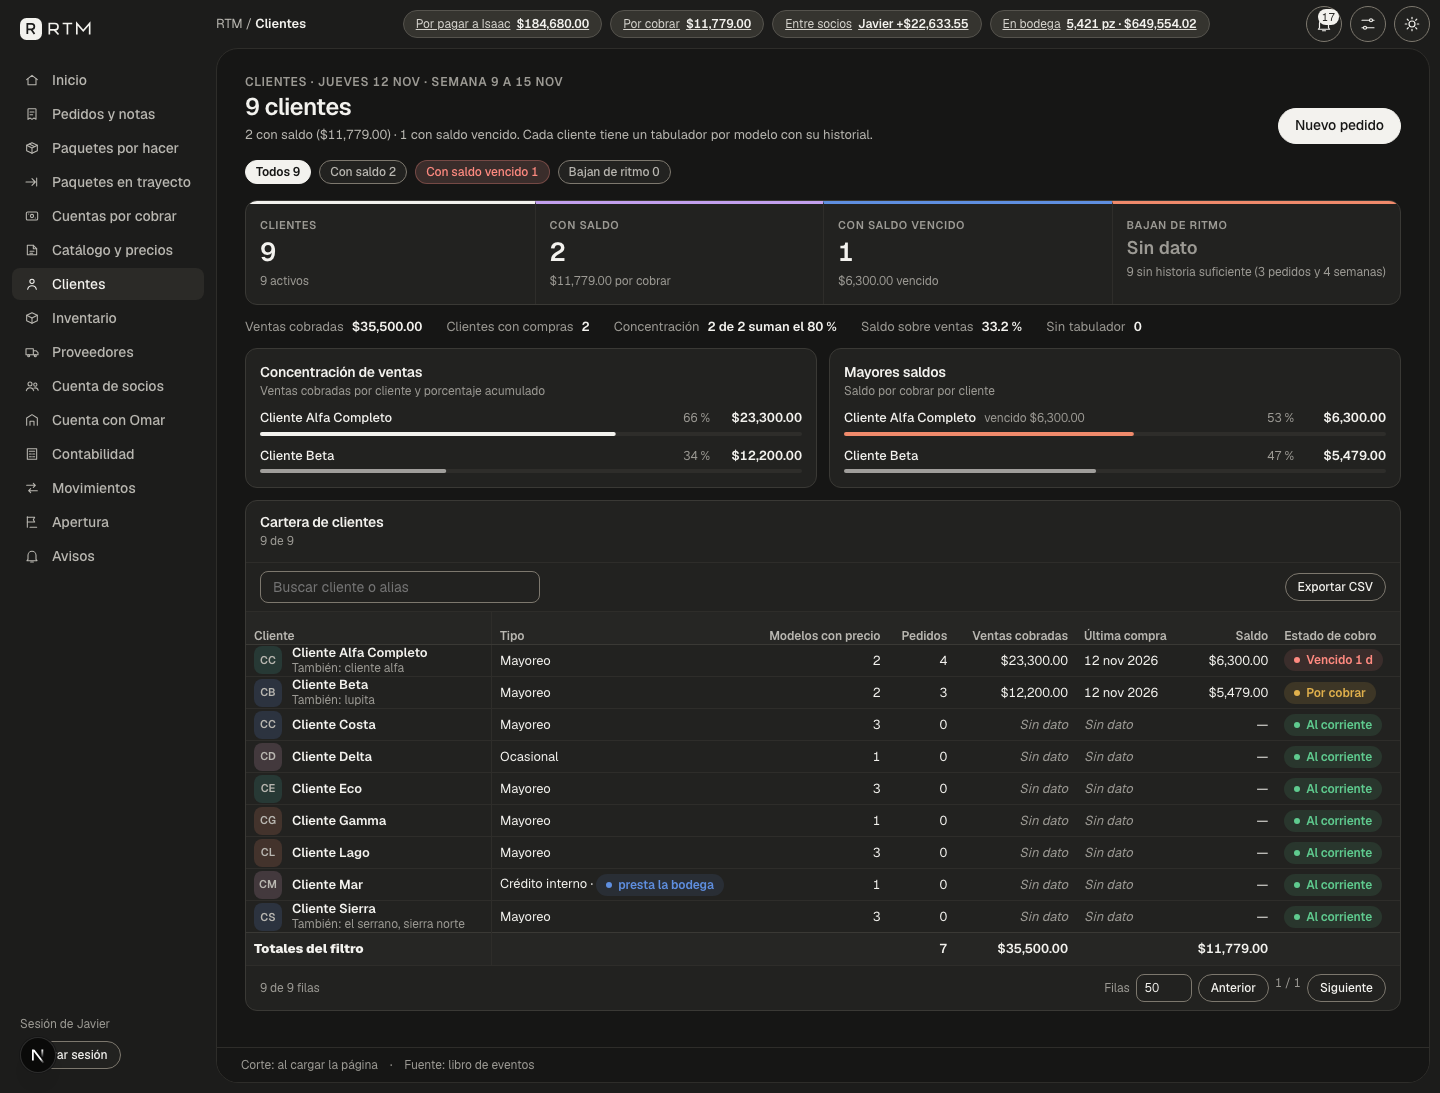 R RTM
RTM / Clientes
Por pagar a Isaac $184,680.00
Por cobrar $11,779.00
Entre socios Javier +$22,633.55
En bodega 5,421 pz · $649,554.02
17
Inicio
Pedidos y notas
Paquetes por hacer
Paquetes en trayecto
Cuentas por cobrar
Catálogo y precios
Clientes
Inventario
Proveedores
Cuenta de socios
Cuenta con Omar
Contabilidad
Movimientos
Apertura
Avisos
Sesión de Javier
N ar sesión
CLIENTES · JUEVES 12 NOV · SEMANA 9 A 15 NOV
9 clientes
2 con saldo ($11,779.00) · 1 con saldo vencido. Cada cliente tiene un tabulador por modelo con su historial.
Nuevo pedido
Todos 9 Con saldo 2 Con saldo vencido 1 Bajan de ritmo 0
CLIENTES
9
9 activos
CON SALDO
2
$11,779.00 por cobrar
CON SALDO VENCIDO
1
$6,300.00 vencido
BAJAN DE RITMO
Sin dato
9 sin historia suficiente (3 pedidos y 4 semanas)
Ventas cobradas $35,500.00 Clientes con compras 2 Concentración 2 de 2 suman el 80 % Saldo sobre ventas 33.2 % Sin tabulador 0
Concentración de ventas
Ventas cobradas por cliente y porcentaje acumulado
Cliente Alfa Completo 66 % $23,300.00
Cliente Beta 34 % $12,200.00
Mayores saldos
Saldo por cobrar por cliente
Cliente Alfa Completo vencido $6,300.00 53 % $6,300.00
Cliente Beta 47 % $5,479.00
Cartera de clientes
9 de 9
Buscar cliente o alias
Exportar CSV
Cliente Tipo Modelos con precio Pedidos Ventas cobradas Última compra Saldo Estado de cobro
CC Cliente Alfa Completo Mayoreo 2 4 $23,300.00 12 nov 2026 $6,300.00 Vencido 1 d
También: cliente alfa
CB Cliente Beta Mayoreo 2 3 $12,200.00 12 nov 2026 $5,479.00 Por cobrar
También: lupita
CC Cliente Costa Mayoreo 3 0 Sin dato Sin dato — Al corriente
CD Cliente Delta Ocasional 1 0 Sin dato Sin dato — Al corriente
CE Cliente Eco Mayoreo 3 0 Sin dato Sin dato — Al corriente
CG Cliente Gamma Mayoreo 1 0 Sin dato Sin dato — Al corriente
CL Cliente Lago Mayoreo 3 0 Sin dato Sin dato — Al corriente
CM Cliente Mar Crédito interno · presta la bodega 1 0 Sin dato Sin dato — Al corriente
CS Cliente Sierra Mayoreo 3 0 Sin dato Sin dato — Al corriente
También: el serrano, sierra norte
Totales del filtro 7 $35,500.00 $11,779.00
9 de 9 filas
Filas 50 Anterior 1 / 1 Siguiente
Corte: al cargar la página · Fuente: libro de eventos